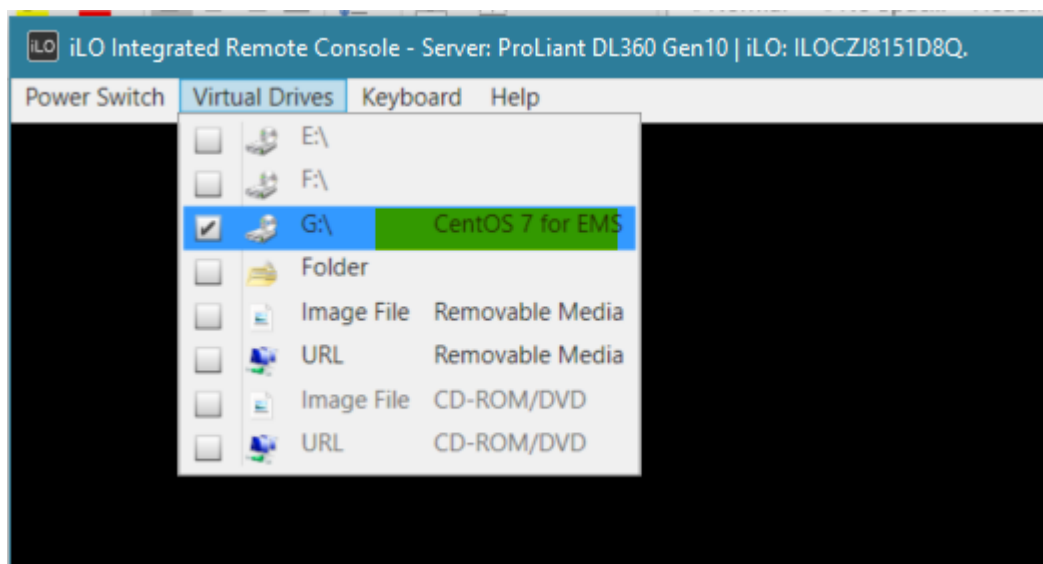 iLO iLO Integrated Remote Console - Server: ProLiant DL360 Gen10 | iLO: ILOCZJ8151D8Q.
Power Switch Virtual Drives Keyboard Help
E:\
F:\
G:\ CentOS 7 for EMS
Folder
Image File Removable Media
URL Removable Media
Image File CD-ROM/DVD
URL CD-ROM/DVD